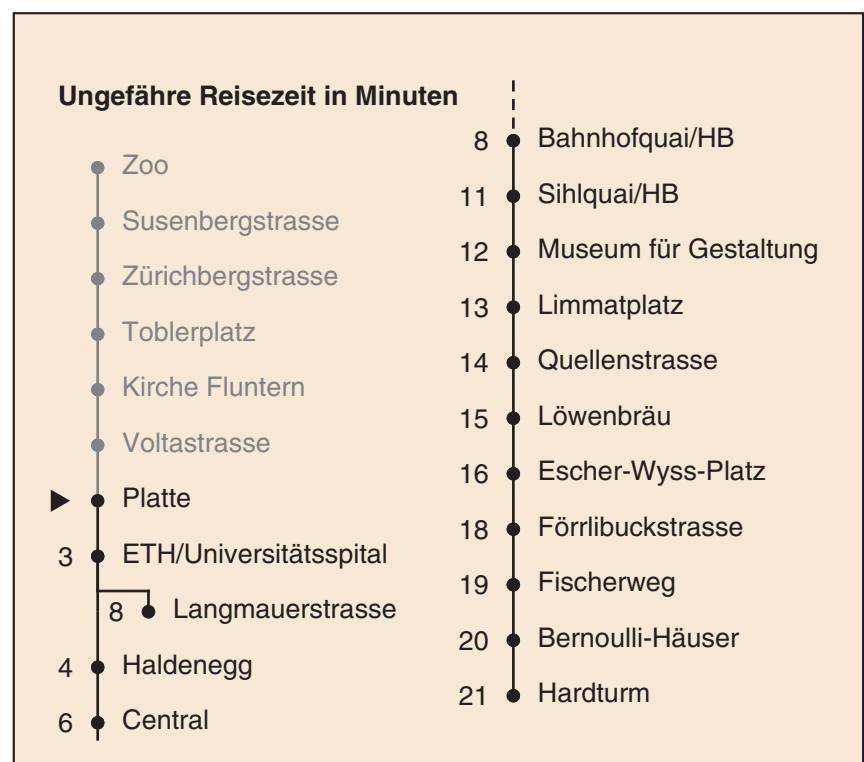 Ungefähre Reisezeit in Minuten
Zoo
Susenbergstrasse
Zürichbergstrasse
Toblerplatz
Kirche Fluntern
Voltastrasse
Platte
3 ETH/Universitätsspital
8 Langmauerstrasse
4 Haldenegg
6 Central
8 Bahnhofquai/HB
11 Sihlquai/HB
12 Museum für Gestaltung
13 Limmatplatz
14 Quellenstrasse
15 Löwenbräu
16 Escher-Wyss-Platz
18 Förrlibuckstrasse
19 Fischerweg
20 Bernoulli-Häuser
21 Hardturm